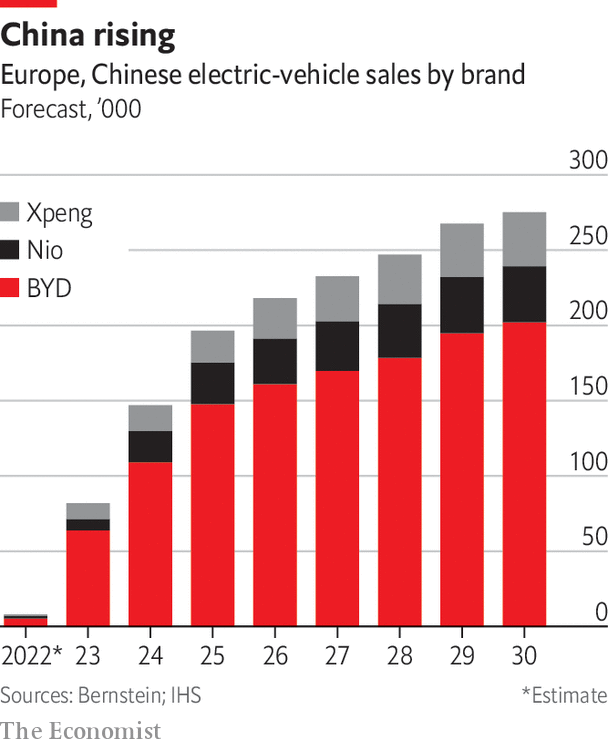 China rising
Europe, Chinese electric-vehicle sales by brand
Forecast, ’000
300
Xpeng
Nio
250
BYD
200
150
100
50
0
2022* 23 24 25 26 27 28 29 30
Sources: Bernstein; IHS *Estimate
The Economist